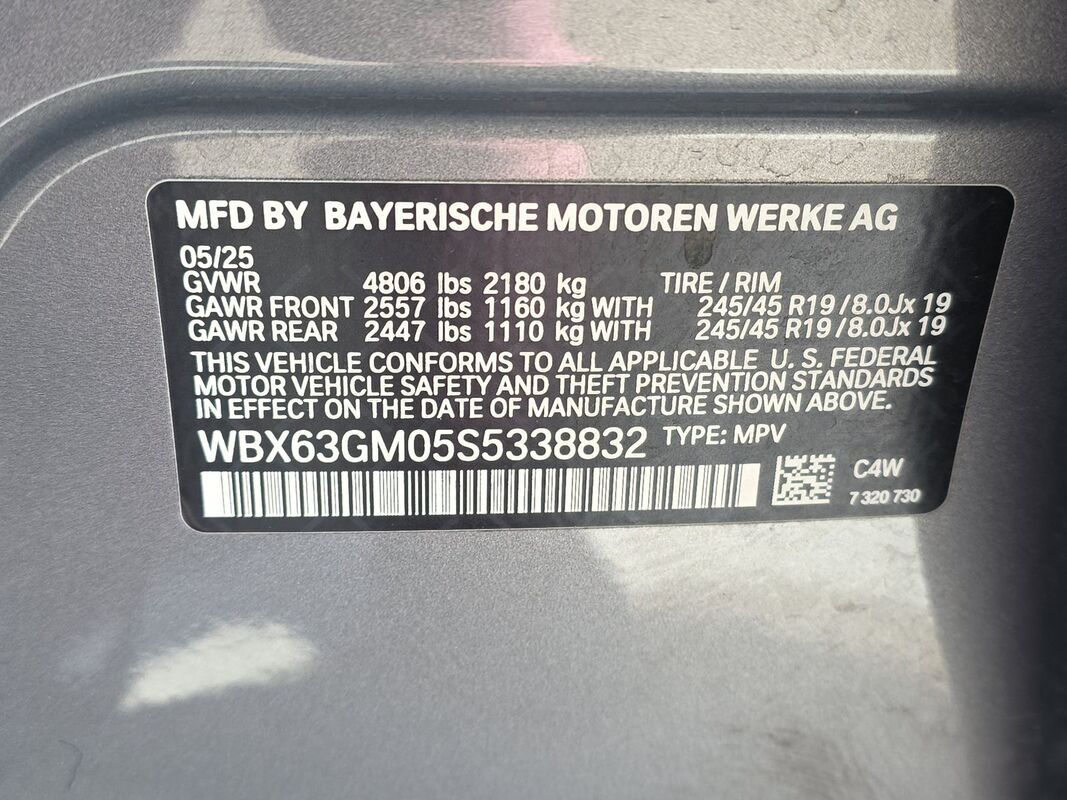 MFD BY BAYERISCHE MOTOREN WERKE AG
05/25
GVWR 4806 lbs 2180 kg TIRE / RIM
GAWR FRONT 2557 lbs 1160 kg WITH 245/45 R19 /8.0Jx 19
GAWR REAR 2447 lbs 1110 kg WITH 245/45 R19 /8.0Jx 19
THIS VEHICLE CONFORMS TO ALL APPLICABLE U. S. FEDERAL
MOTOR VEHICLE SAFETY AND THEFT PREVENTION STANDARDS
IN EFFECT ON THE DATE OF MANUFACTURE SHOWN ABOVE.
WBX63GM05S5338832 TYPE: MPV
C4W
7 320 730